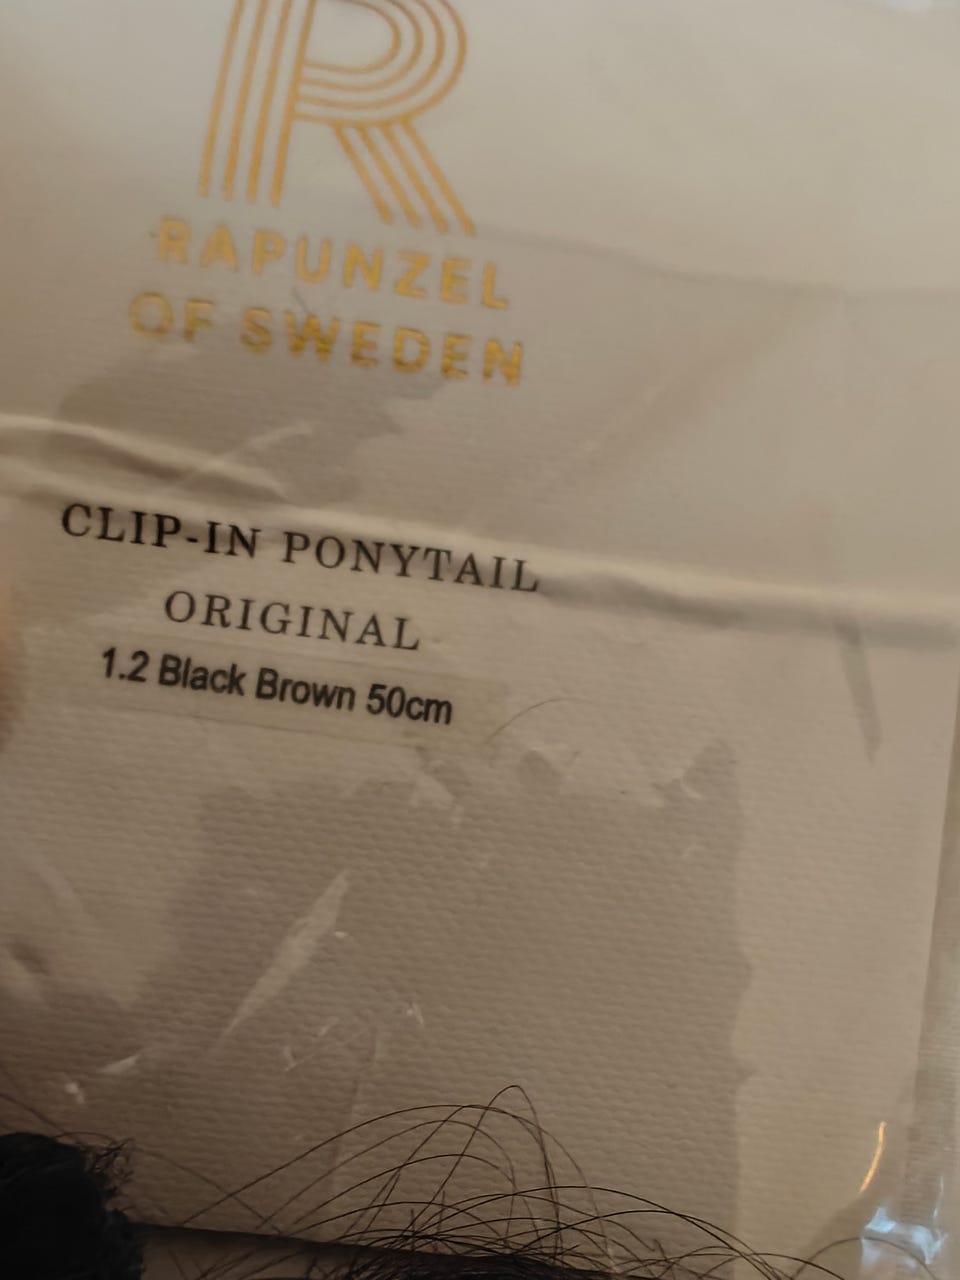 R
RAPUNZEL
OF SWEDEN
CLIP-IN PONYTAIL
ORIGINAL
1.2 Black Brown 50cm